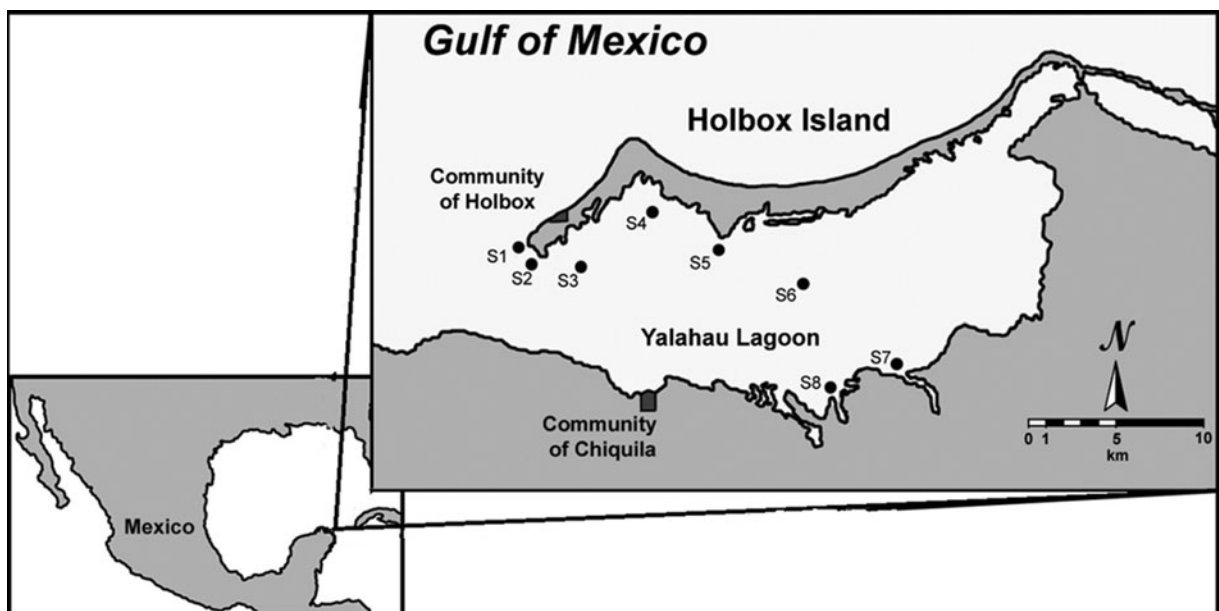 Gulf of Mexico
Holbox Island
Community
of Holbox
S4
S1
S2
S3
S5
S6
Yalahau Lagoon
S7
S8
N
Community
of Chiquila
0 1 5 10
km
Mexico